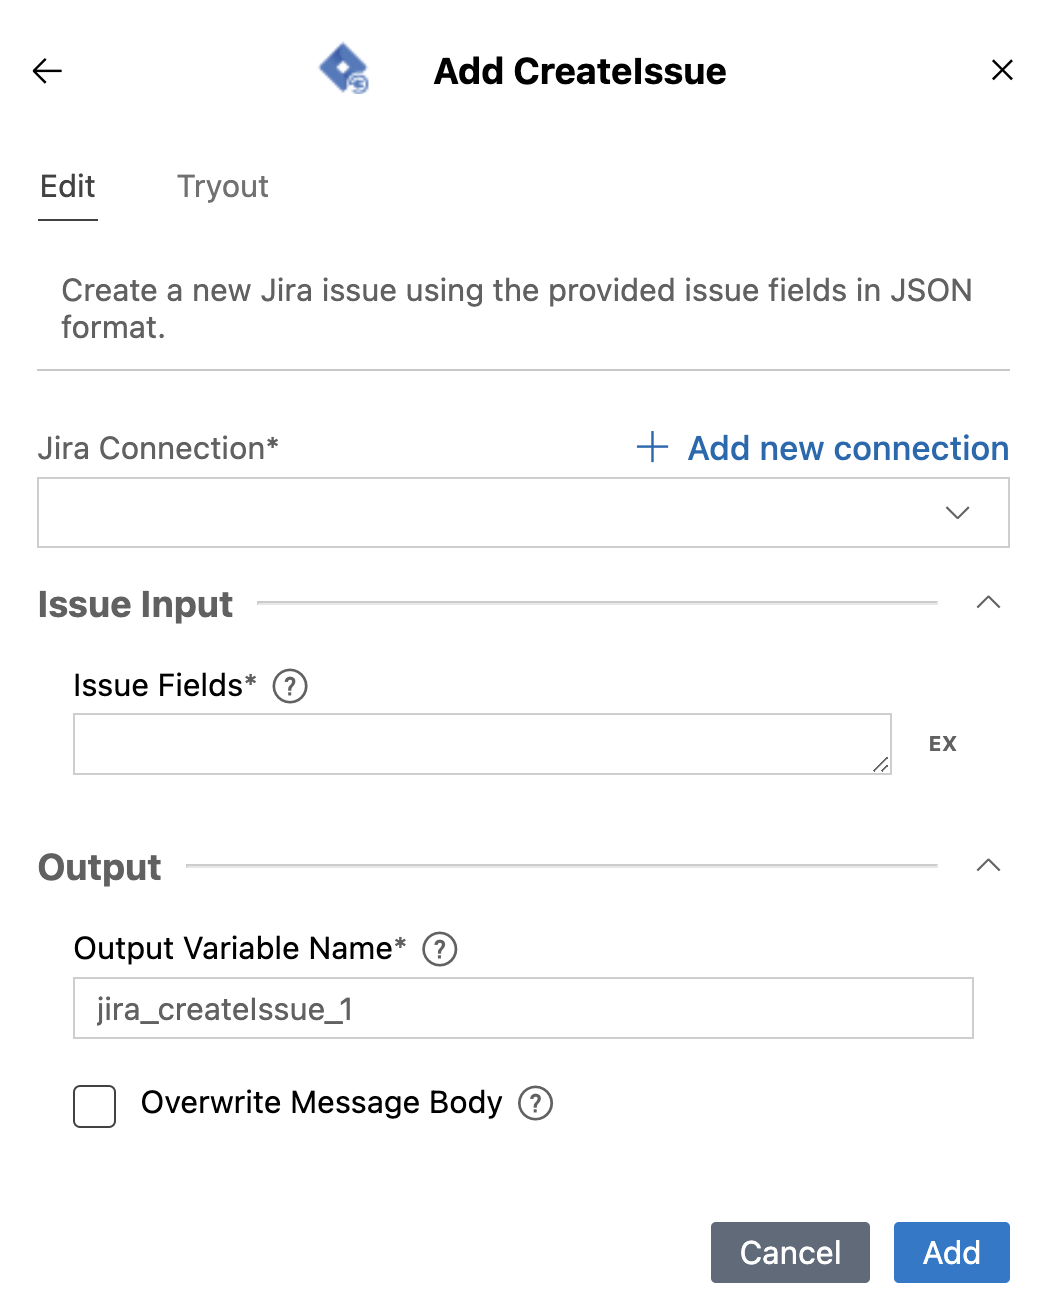 Add CreateIssue
Edit Tryout
Create a new Jira issue using the provided issue fields in JSON
format.
Jira Connection* + Add new connection
Issue Input
Issue Fields* ?
EX
Output
Output Variable Name* ?
jira_createIssue_1
Overwrite Message Body ?
Cancel Add